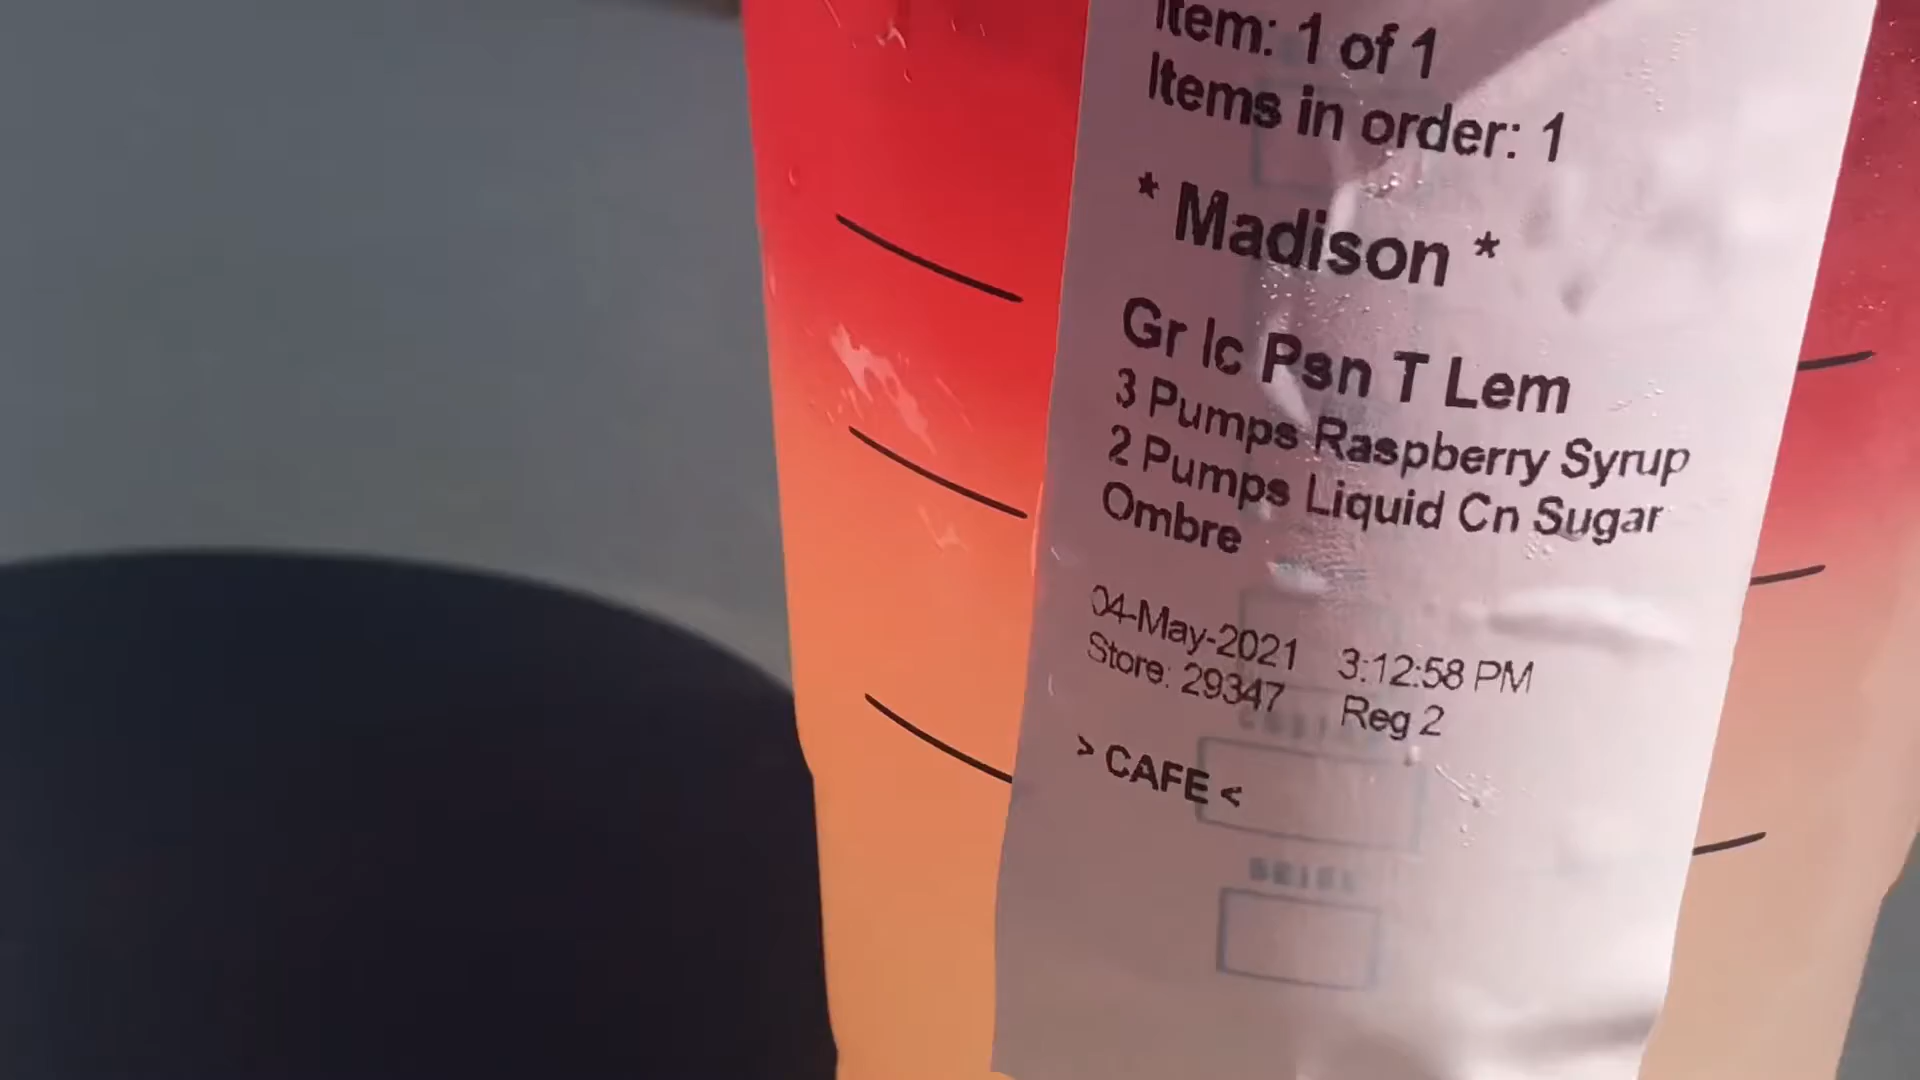 Item: 1 of 1
Items in order: 1
* Madison *
Gr Ic Psn T Lem
3 Pumps Raspberry Syrup
2 Pumps Liquid Cn Sugar
Ombre
04-May-2021 3:12:58 PM
Store: 29347 Reg 2
> CAFE <